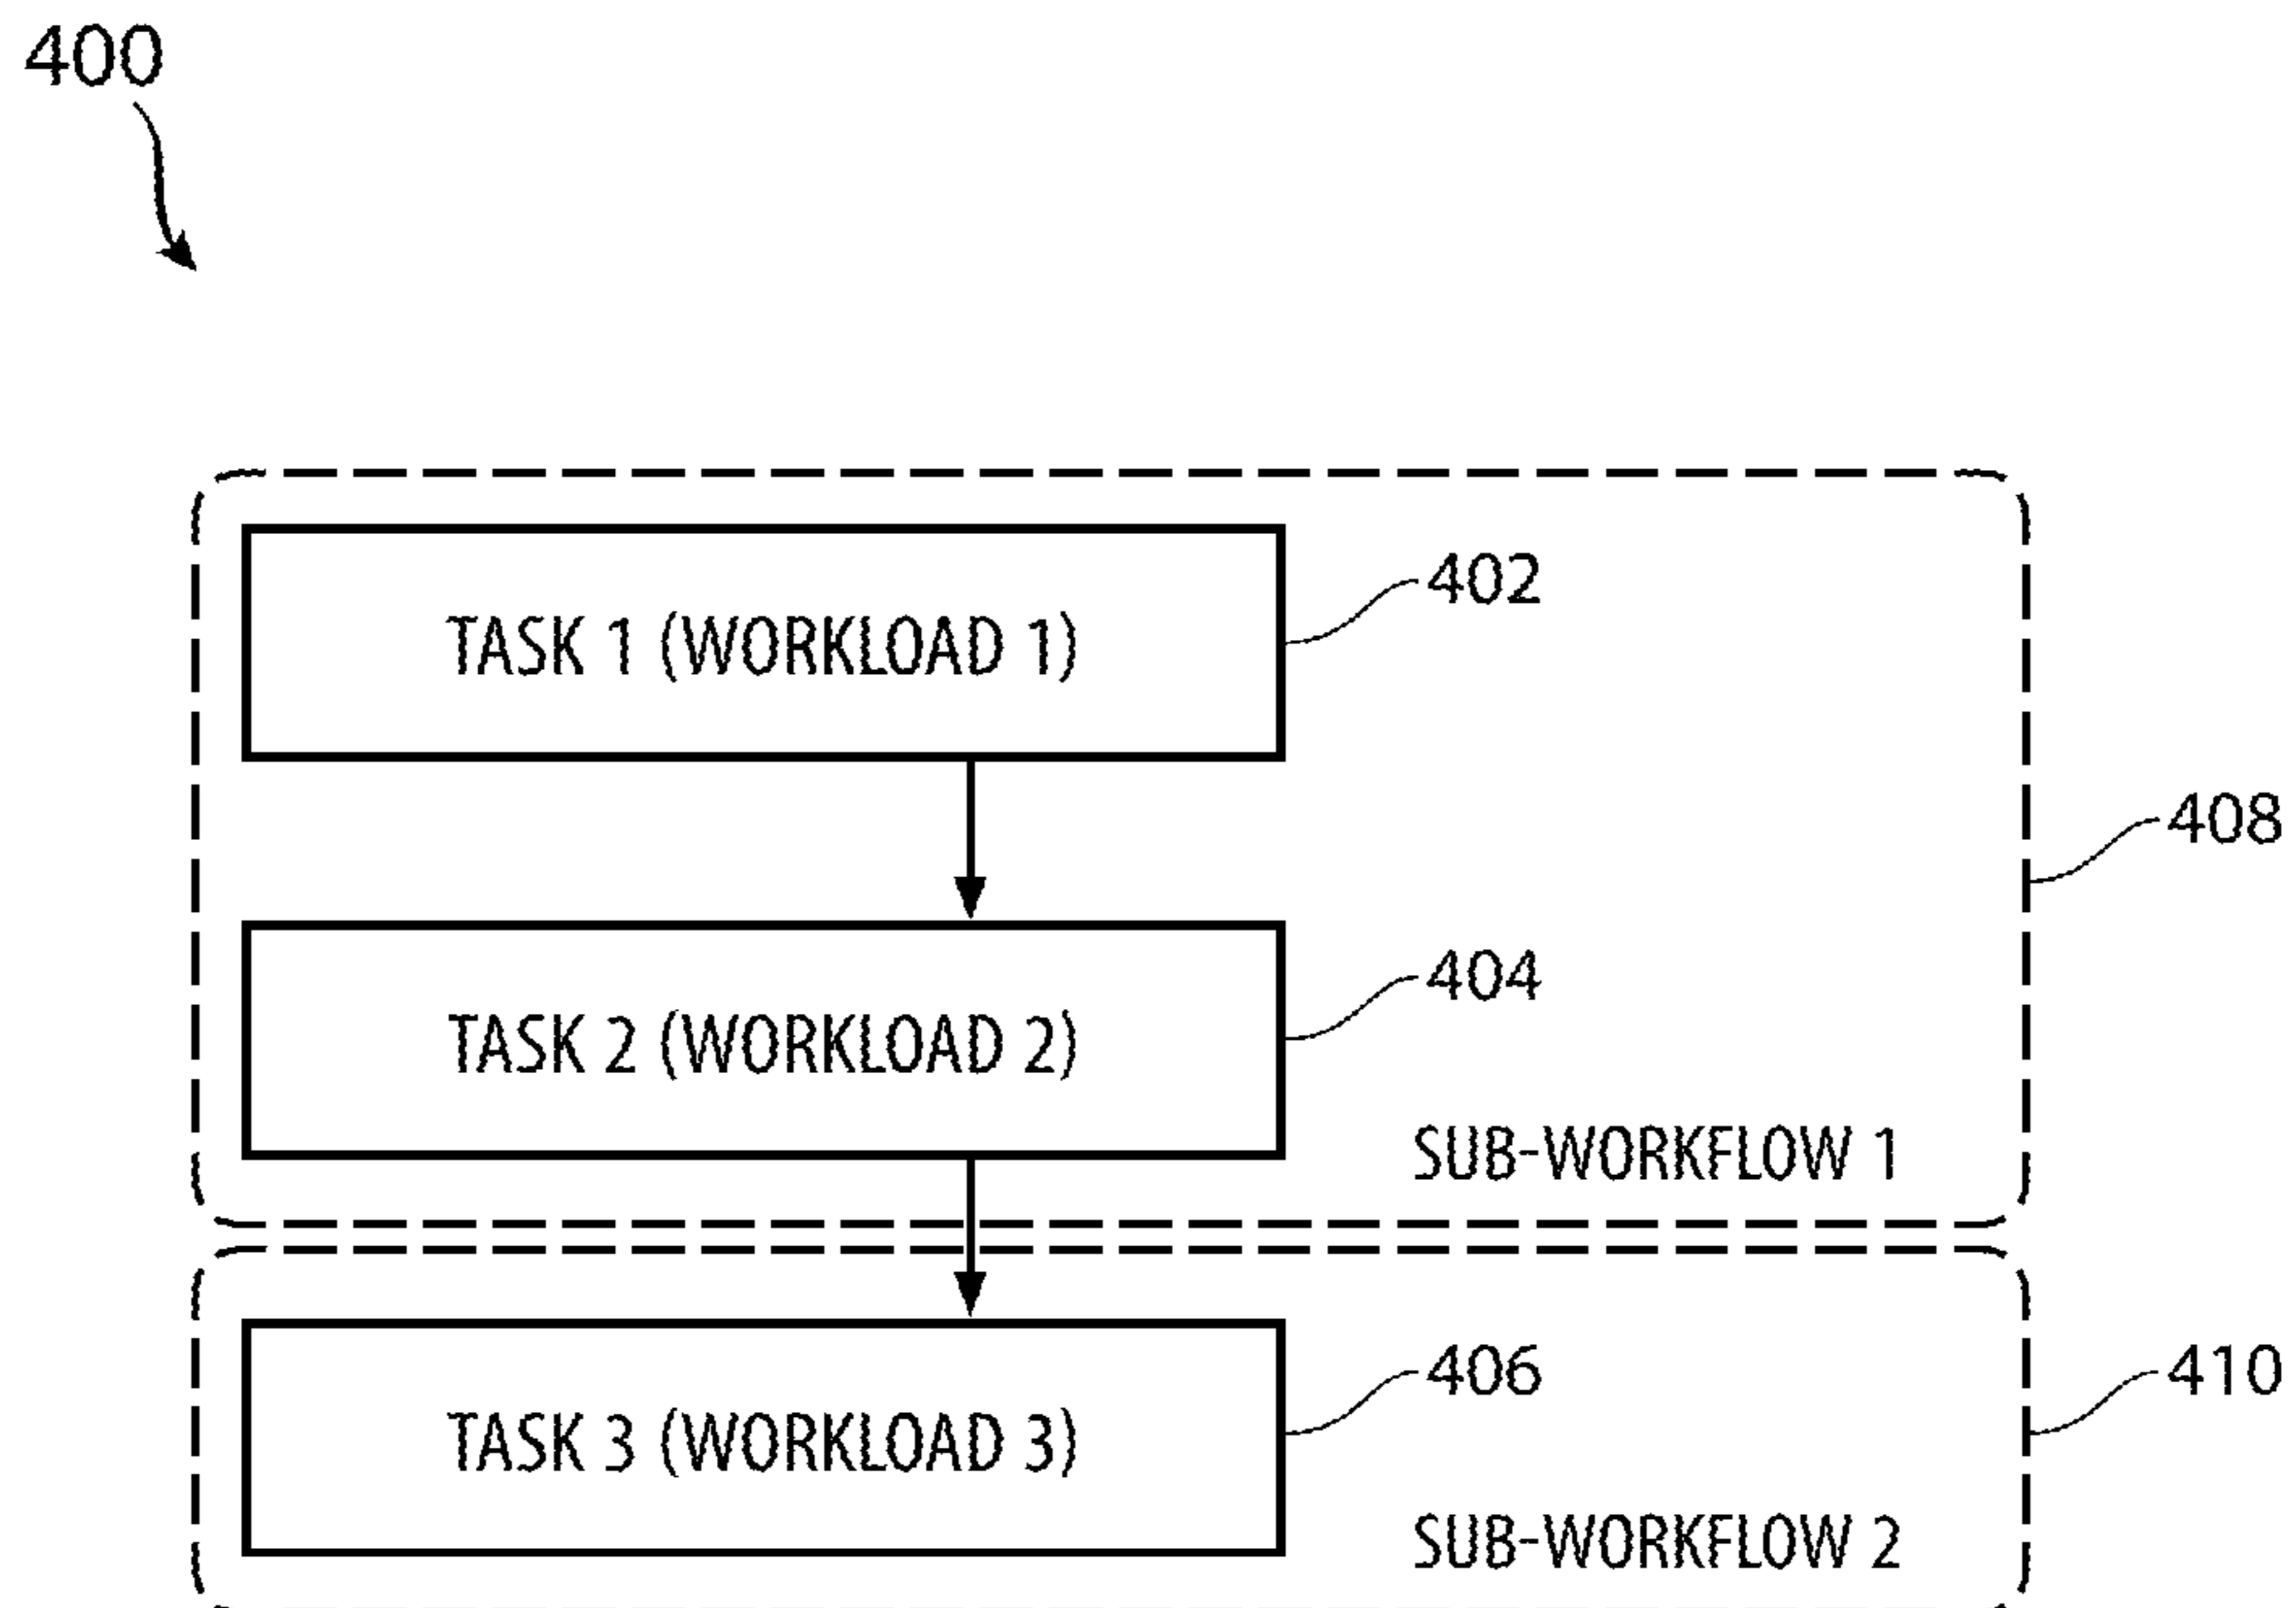 400
TASK 1 (WORKLOAD 1)
402
408
TASK 2 (WORKLOAD 2)
404
SUB-WORKFLOW 1
TASK 3 (WORKLOAD 3)
406
410
SUB-WORKFLOW 2